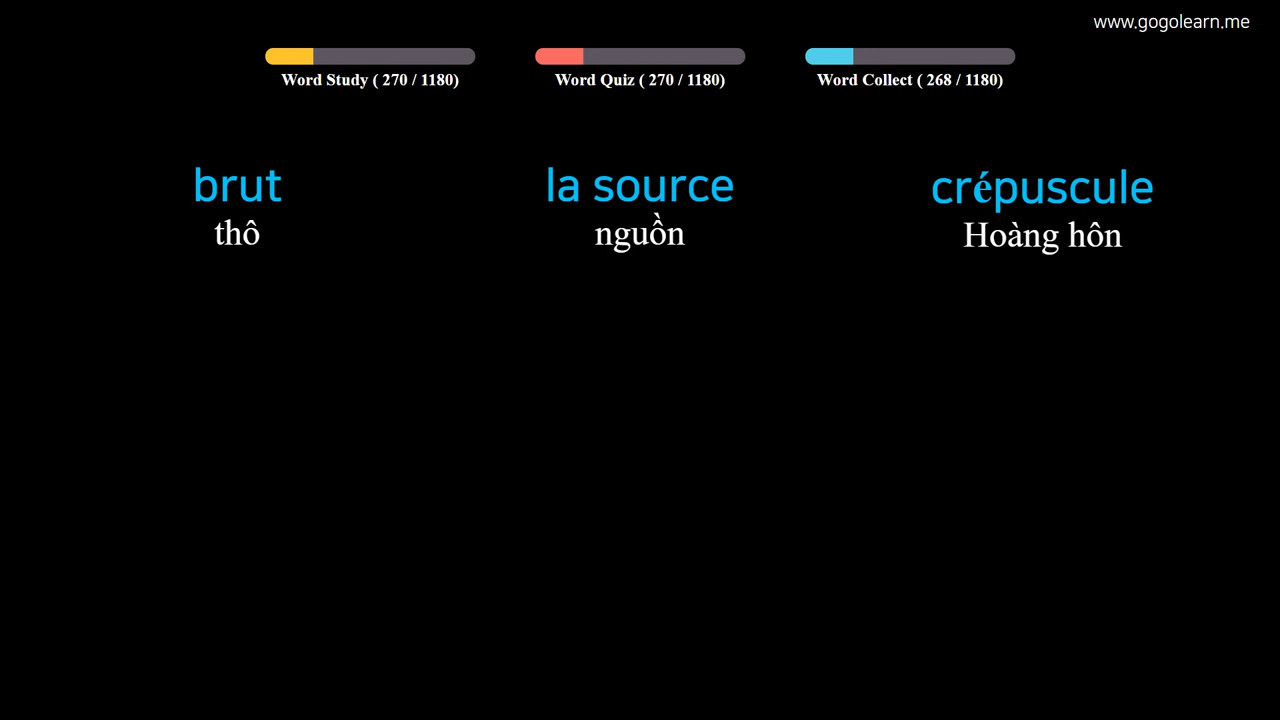 www.gogolearn.me
Word Study ( 270 / 1180)
Word Quiz ( 270 / 1180)
Word Collect ( 268 / 1180)
brut
thô
la source
nguồn
crépuscule
Hoàng hôn